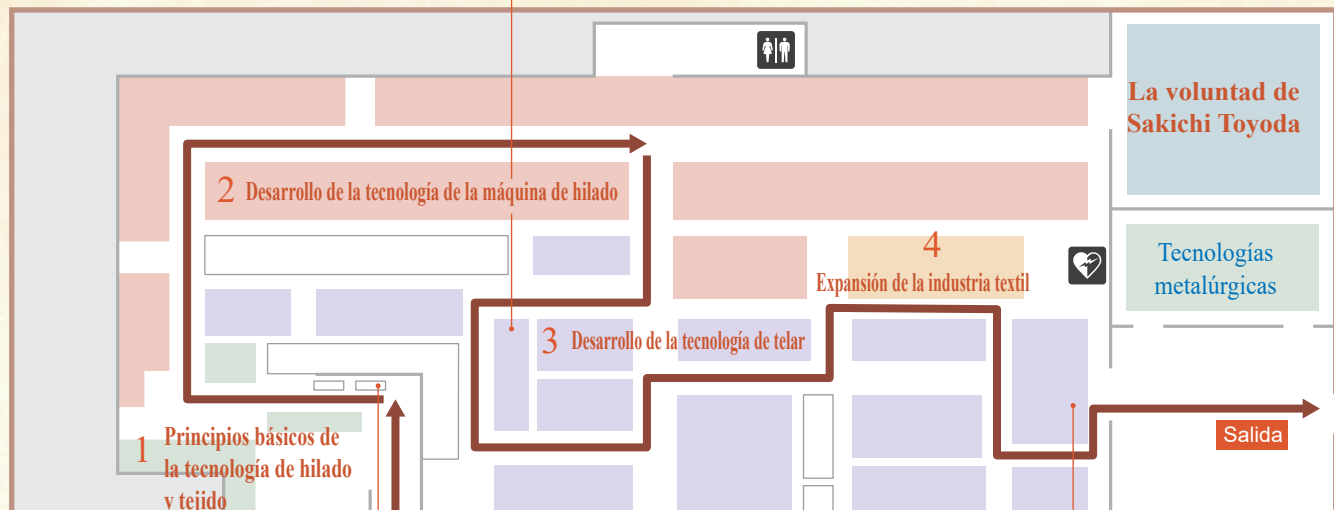 La voluntad de
Sakichi Toyoda
2 Desarrollo de la tecnología de la máquina de hilado
4
Expansión de la industria textil
Tecnologías
metalúrgicas
3 Desarrollo de la tecnología de telar
1 Principios básicos de
la tecnología de hilado
y tejido
Salida